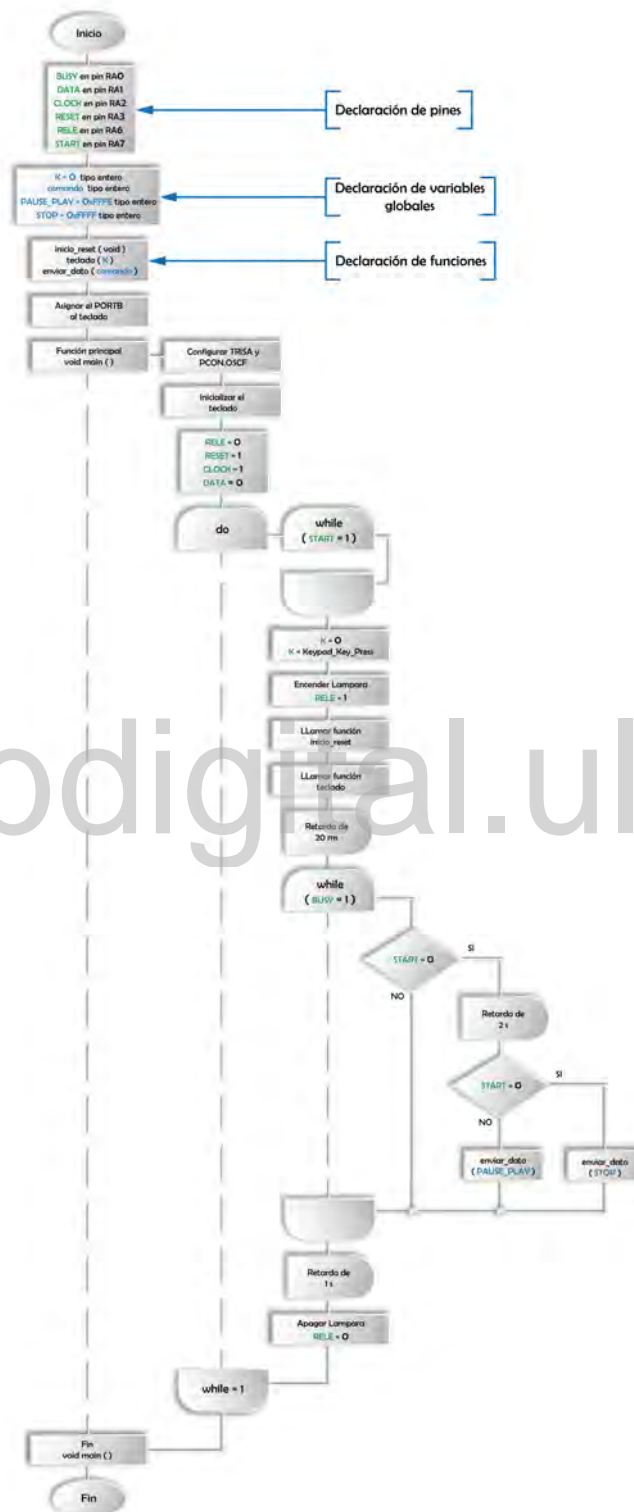 Inicio
BUSY en pin RA0
DATA en pin RA1
CLOCK en pin RA2
RESET en pin RA3
RELE en pin RA6
START en pin RA7
Declaración de pines
K = 0 tipo entero
comando tipo entero
PAUSE_PLAY = 0xFFFE tipo entero
STOP = 0xFFFF tipo entero
Declaración de variables
globales
inicio_reset ( void )
teclado ( K )
enviar_dato ( comando )
Declaración de funciones
Asignar el PORTB
al teclado
Función principal
void main ( )
Configurar TRISA y
PCON.OSCF
Inicializar el
teclado
RELE = 0
RESET = 1
CLOCK = 1
DATA = 0
do
while
( START = 1 )
K = 0
K = Keypad_Key_Press
Encender Lampara
RELE = 1
LLamar función
inicio_reset
LLamar función
teclado
odigital.ul
Retardo de
20 ms
while
( BUSY = 1 )
START = 0
SI
NO
Retardo de
2 s
START = 0
SI
NO
enviar_dato
( PAUSE_PLAY )
enviar_dato
( STOP )
Retardo de
1 s
Apagar Lampara
RELE = 0
while = 1
Fin
void main ( )
Fin